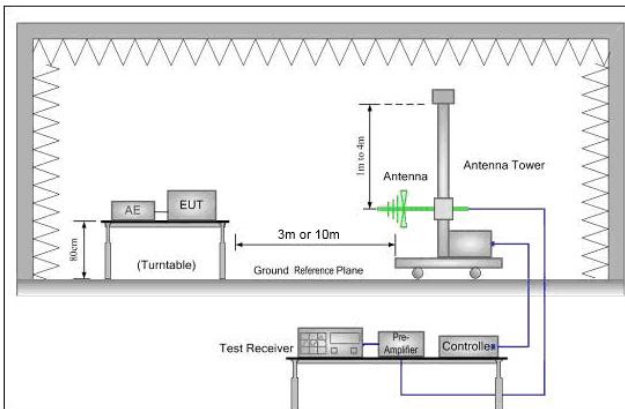 1m to 4m
Antenna
Antenna Tower
AE
EUT
3m or 10m
80cm
(Turntable)
Ground Reference Plane
Test Receiver
Pre-
Amplifier
Controller